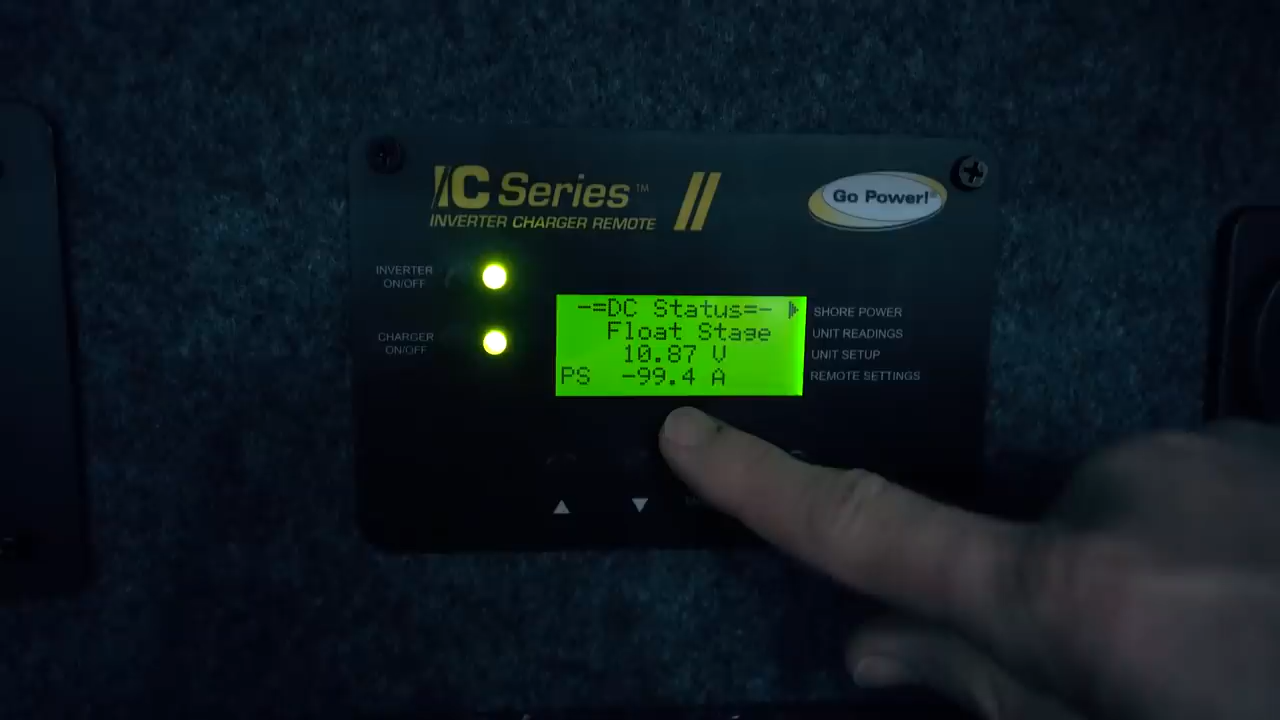 IC Series™
INVERTER CHARGER REMOTE
Go Power!
INVERTER
ON/OFF
CHARGER
ON/OFF
-=DC Status=-
Float Stage
10.87 V
PS -99.4 A
SHORE POWER
UNIT READINGS
UNIT SETUP
REMOTE SETTINGS